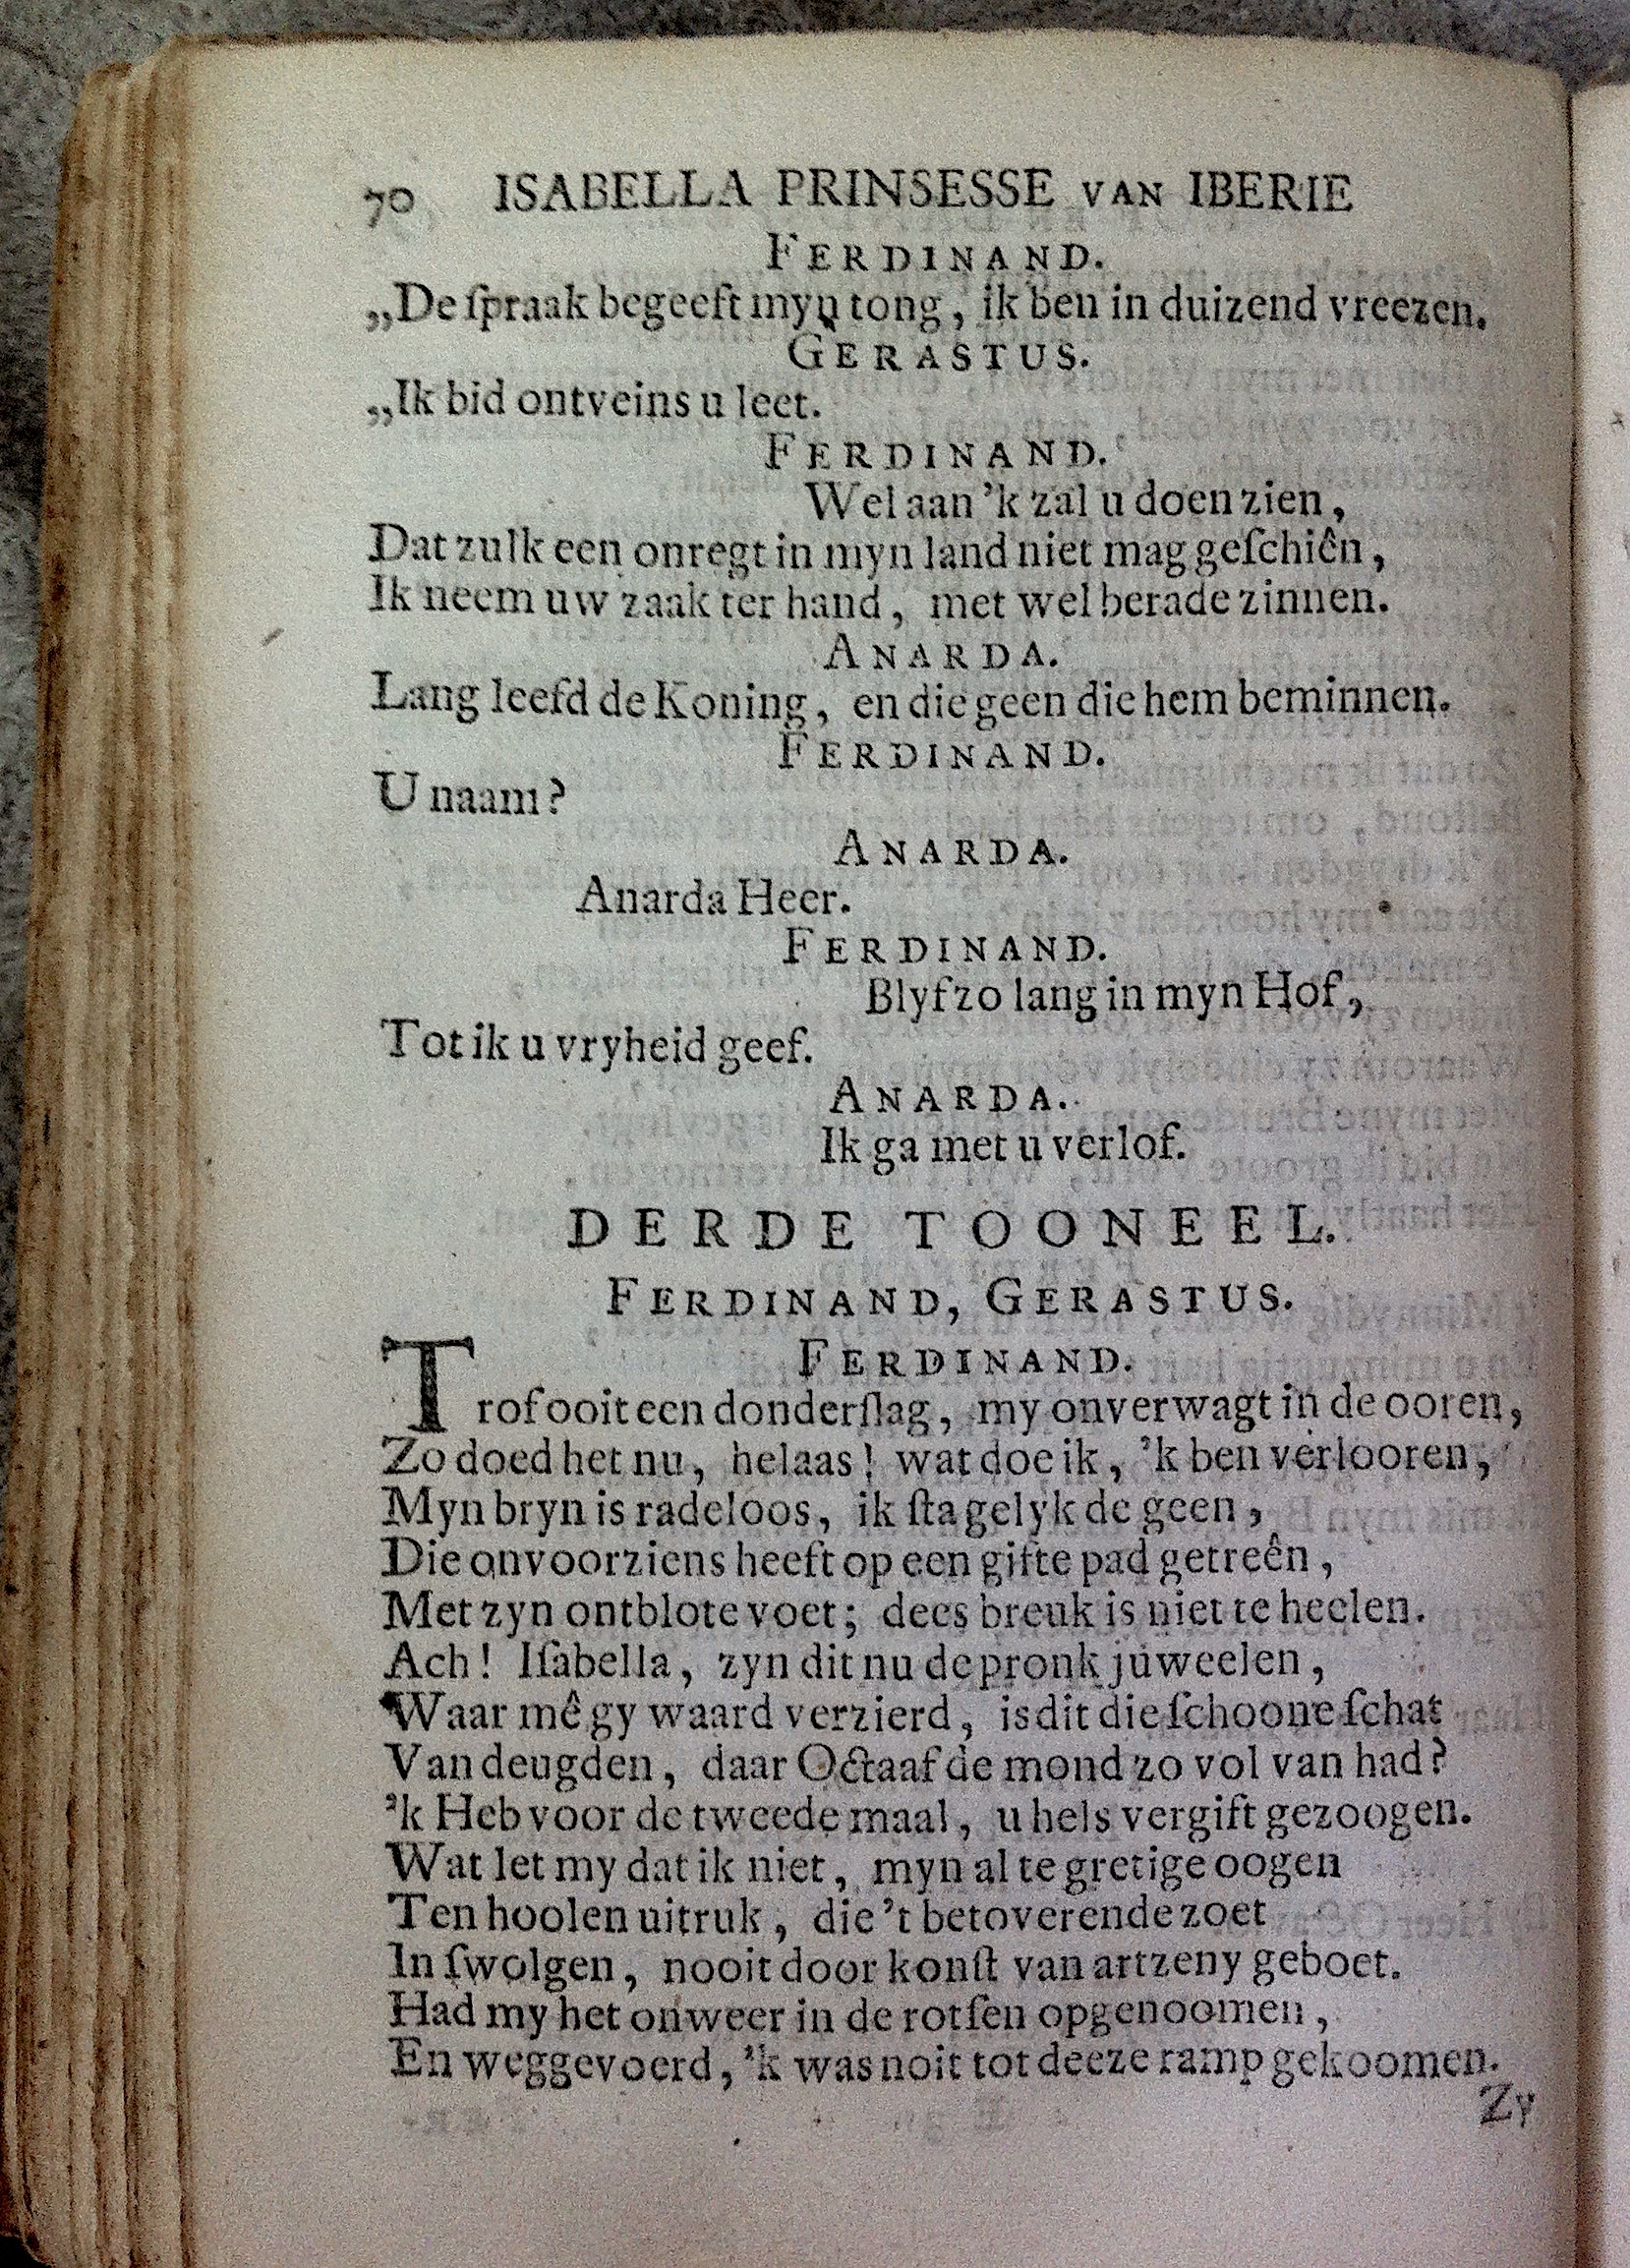 70 ISABELLA PRINSESSE VAN IBERIE
FERDINAND.
„De ſpraak begeeft myn tong, ik ben in duizend vreezen.
GERASTUS.
„Ik bid ontveins u leet.
FERDINAND.
Wel aan 'k zal u doen zien,
Dat zulk een onregt in myn land niet mag geſchiên,
Ik neem uw zaak ter hand, met wel berade zinnen.
ANARDA.
Lang leefd de Koning, en die geen die hem beminnen.
FERDINAND.
U naam?
ANARDA.
Anarda Heer.
FERDINAND.
Blyf zo lang in myn Hof,
Tot ik u vryheid geef.
ANARDA.
Ik ga met u verlof.
DERDE TOONEEL.
FERDINAND, GERASTUS.
FERDINAND.
Trof ooit een donderſlag, my onverwagt in de ooren,
Zo doed het nu, helaas! wat doe ik, 'k ben verlooren,
Myn bryn is radeloos, ik ſta gelyk de geen,
Die onvoorziens heeft op een gifte pad getreên,
Met zyn ontblote voet; dees breuk is niet te heelen.
Ach! Iſabella, zyn dit nu de pronk juweelen,
Waar mê gy waard verzierd, is dit die ſchoone ſchat
Van deugden, daar Octaaf de mond zo vol van had?
'k Heb voor de tweede maal, u hels vergift gezoogen.
Wat let my dat ik niet, myn al te gretige oogen
Ten hoolen uitruk, die 't betoverende zoet
In ſwolgen, nooit door konſt van artzeny geboet.
Had my het onweer in de rotſen opgenoomen,
En weggevoerd, 'k was noit tot deeze ramp gekoomen.
Zy